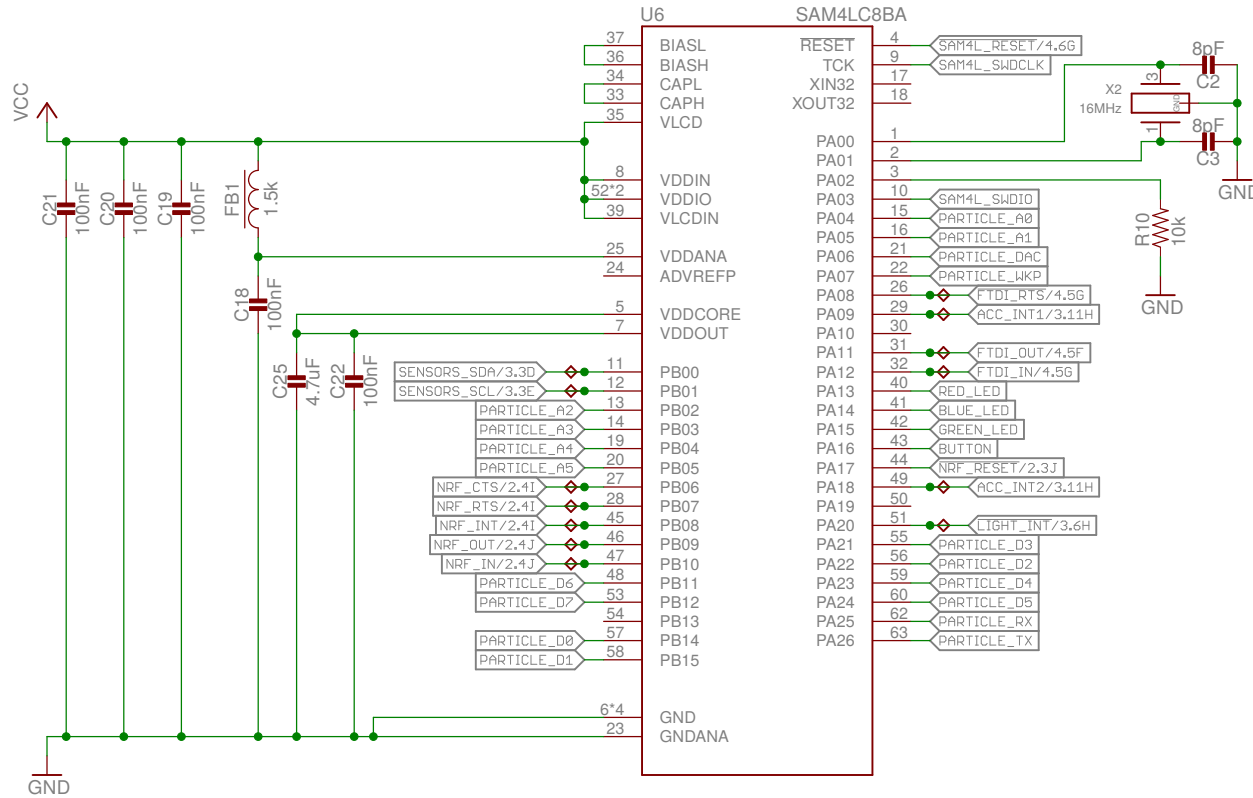 U6 SAM4LC8BA
VCC
C21 100nF
C20 100nF
C19 100nF
FB1 1.5k
C18 100nF
C25 4.7uF
C22 100nF
GND
37 BIASL
36 BIASH
34 CAPL
33 CAPH
35 VLCD
8 VDDIN
52*2 VDDIO
39 VLCDIN
25 VDDANA
24 ADVREFP
5 VDDCORE
7 VDDOUT
SENSORS_SDA/3.3D 11 PB00
SENSORS_SCL/3.3E 12 PB01
PARTICLE_A2 13 PB02
PARTICLE_A3 14 PB03
PARTICLE_A4 19 PB04
PARTICLE_A5 20 PB05
NRF_CTS/2.4I 27 PB06
NRF_RTS/2.4I 28 PB07
NRF_INT/2.4I 45 PB08
NRF_OUT/2.4J 46 PB09
NRF_IN/2.4J 47 PB10
PARTICLE_D6 48 PB11
PARTICLE_D7 53 PB12
54 PB13
PARTICLE_D0 57 PB14
PARTICLE_D1 58 PB15
6*4 GND
23 GNDANA
RESET 4 SAM4L_RESET/4.6G
TCK 9 SAM4L_SWDCLK
XIN32 17
XOUT32 18
PA00 1
PA01 2
PA02 3
PA03 10 SAM4L_SWDIO
PA04 15 PARTICLE_A0
PA05 16 PARTICLE_A1
PA06 21 PARTICLE_DAC
PA07 22 PARTICLE_WKP
PA08 26 FTDI_RTS/4.5G
PA09 29 ACC_INT1/3.11H
PA10 30
PA11 31 FTDI_OUT/4.5F
PA12 32 FTDI_IN/4.5G
PA13 40 RED_LED
PA14 41 BLUE_LED
PA15 42 GREEN_LED
PA16 43 BUTTON
PA17 44 NRF_RESET/2.3J
PA18 49 ACC_INT2/3.11H
PA19 50
PA20 51 LIGHT_INT/3.6H
PA21 55 PARTICLE_D3
PA22 56 PARTICLE_D2
PA23 59 PARTICLE_D4
PA24 60 PARTICLE_D5
PA25 62 PARTICLE_RX
PA26 63 PARTICLE_TX
8pF
C2
X2
16MHz
3
GND
1
8pF
C3
GND
R10 10k
GND